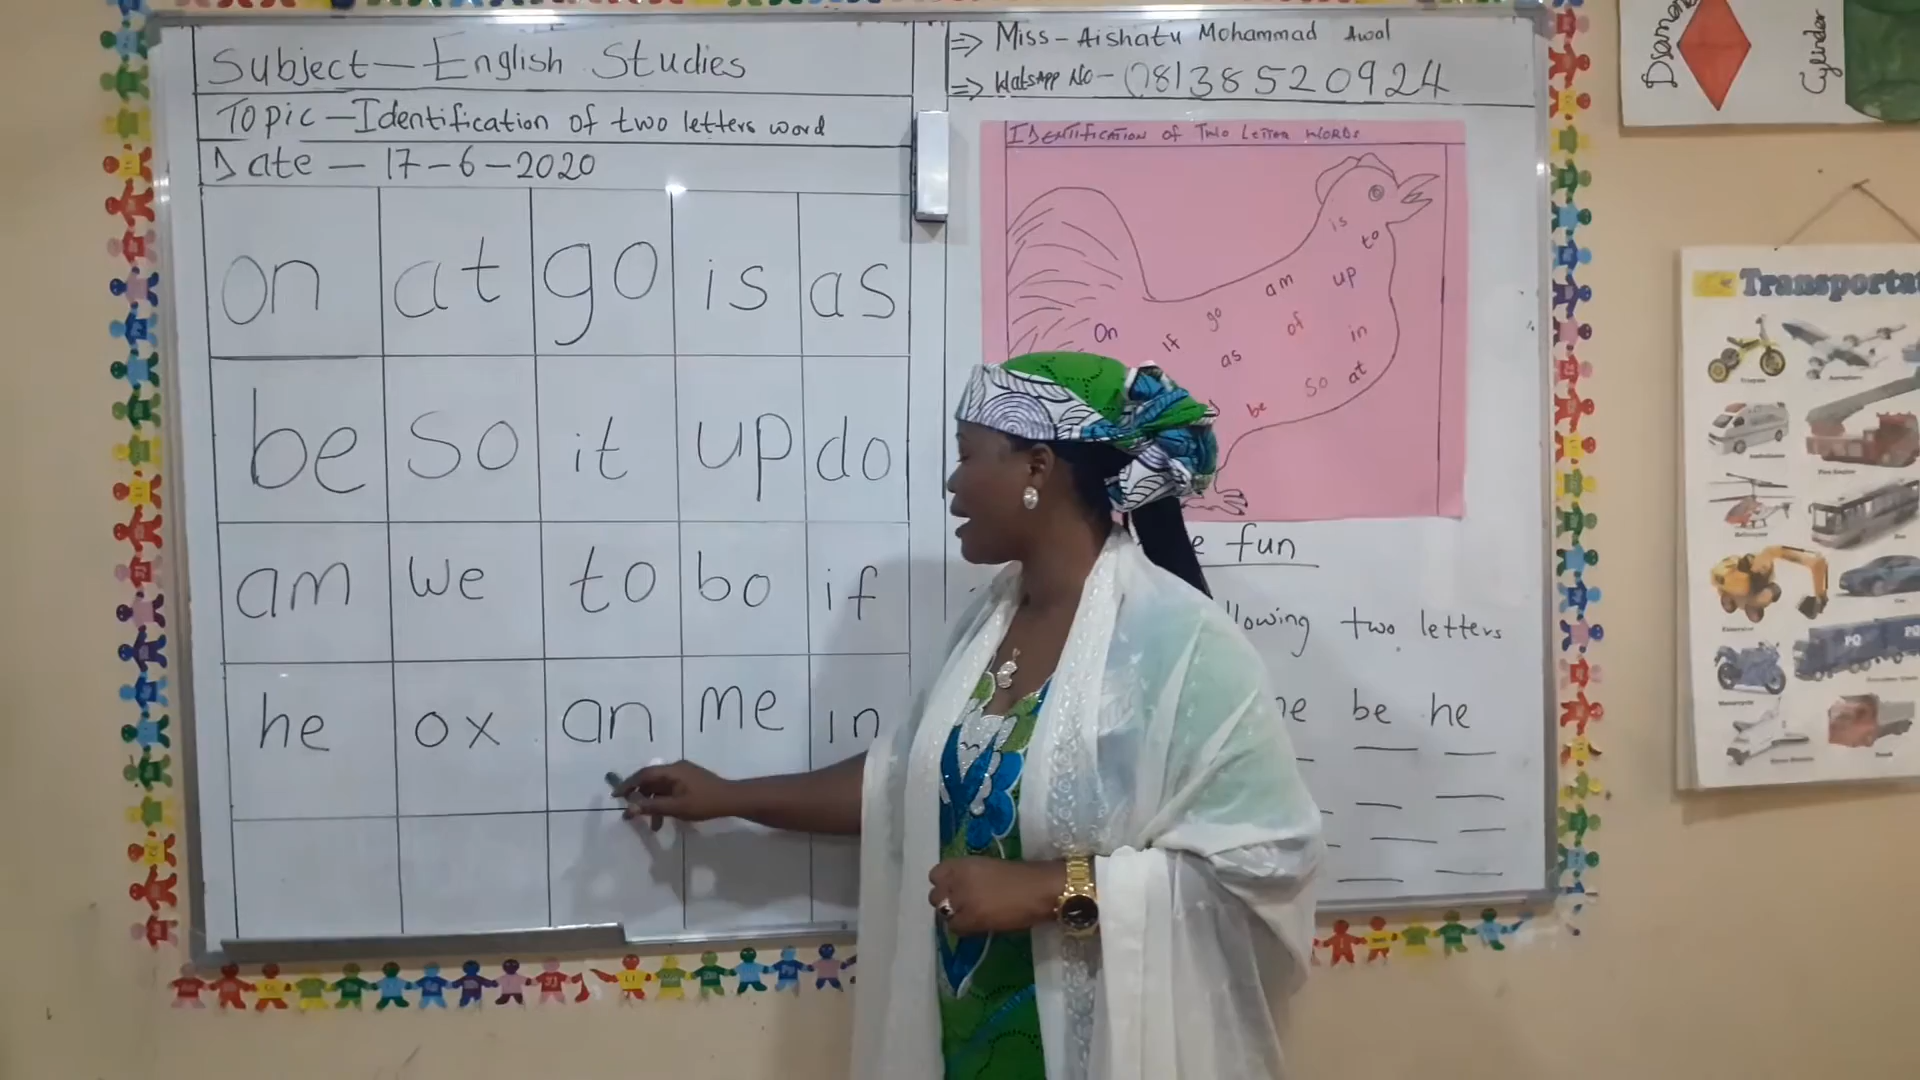 Subject - English Studies
Topic - Identification of two letters word
Date - 17-6-2020
on at go is as
be so it up do
am we to bo if
he ox an me in
⇒ Miss - Aishatu Mohammad Awal
⇒ WatsApp No - (08)38520924
IDENTIFICATION of TWO LETTER WORDS
is
to
am up
go
On if of in
as
so at
be
fun
two letters
be he
Diamond
Cylinder
Transportat